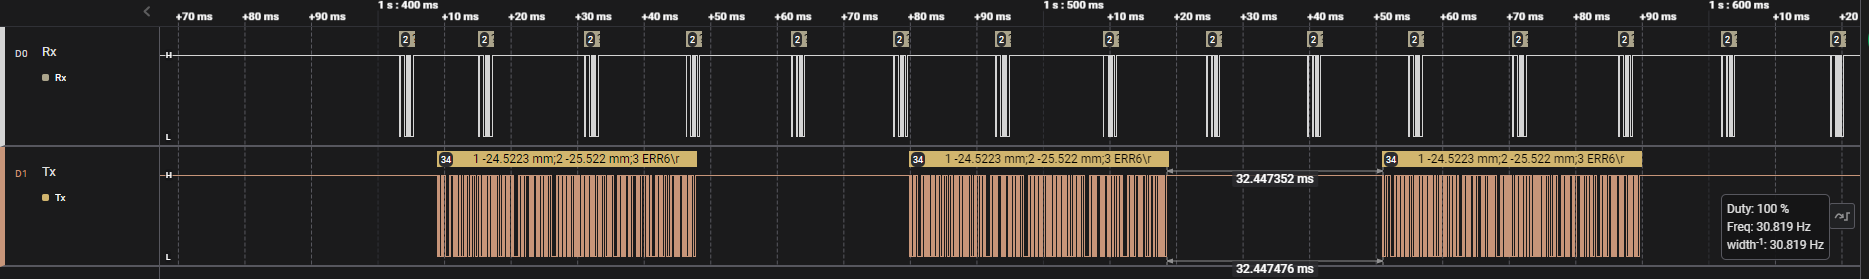 1 s : 400 ms 1 s : 500 ms 1 s : 600 ms
+70 ms +80 ms +90 ms +10 ms +20 ms +30 ms +40 ms +50 ms +60 ms +70 ms +80 ms +90 ms +10 ms +20 ms +30 ms +40 ms +50 ms +60 ms +70 ms +80 ms +90 ms +10 ms +20
2 2 2 2 2 2 2 2 2 2 2 2 2 2 2
D0 Rx H
Rx
L
34 1 -24.5223 mm;2 -25.522 mm;3 ERR6\r 34 1 -24.5223 mm;2 -25.522 mm;3 ERR6\r 34 1 -24.5223 mm;2 -25.522 mm;3 ERR6\r
D1 Tx H
32.447352 ms
Tx
Duty: 100 %
Freq: 30.819 Hz
width-1: 30.819 Hz
L
32.447476 ms